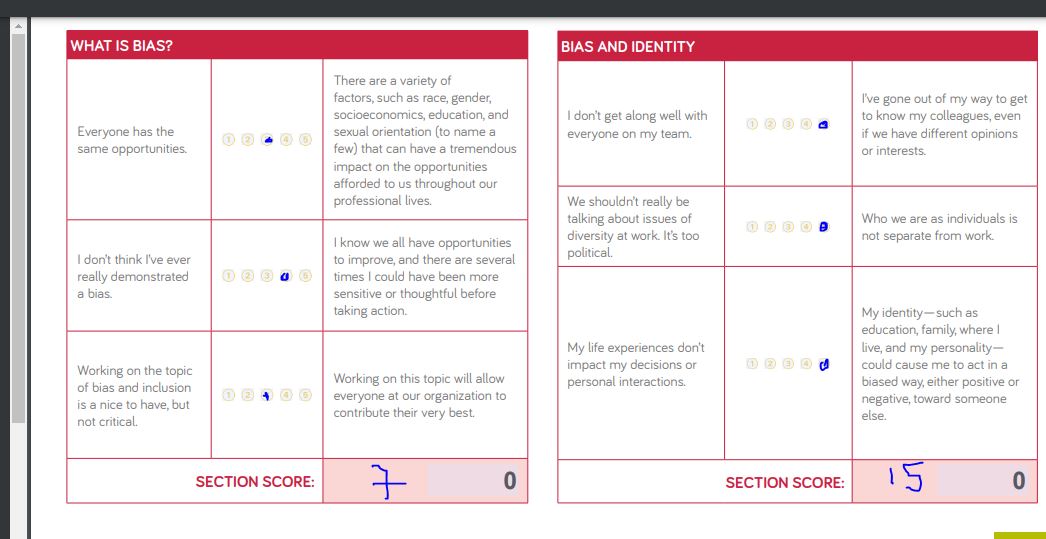 WHAT IS BIAS?
Everyone has the
same opportunities.
1 2 4 5
There are a variety of
factors, such as race, gender,
socioeconomics, education, and
sexual orientation (to name a
few) that can have a tremendous
impact on the opportunities
afforded to us throughout our
professional lives.
I don't think I've ever
really demonstrated
a bias.
1 2 3 5
I know we all have opportunities
to improve, and there are several
times I could have been more
sensitive or thoughtful before
taking action.
Working on the topic
of bias and inclusion
is a nice to have, but
not critical.
1 2 4 5
Working on this topic will allow
everyone at our organization to
contribute their very best.
SECTION SCORE: 7 0
BIAS AND IDENTITY
I don't get along well with
everyone on my team.
1 2 3 4
I've gone out of my way to get
to know my colleagues, even
if we have different opinions
or interests.
We shouldn't really be
talking about issues of
diversity at work. It's too
political.
1 2 3 4
Who we are as individuals is
not separate from work.
My life experiences don't
impact my decisions or
personal interactions.
1 2 3 4
My identity—such as
education, family, where I
live, and my personality—
could cause me to act in a
biased way, either positive or
negative, toward someone
else.
SECTION SCORE: 15 0